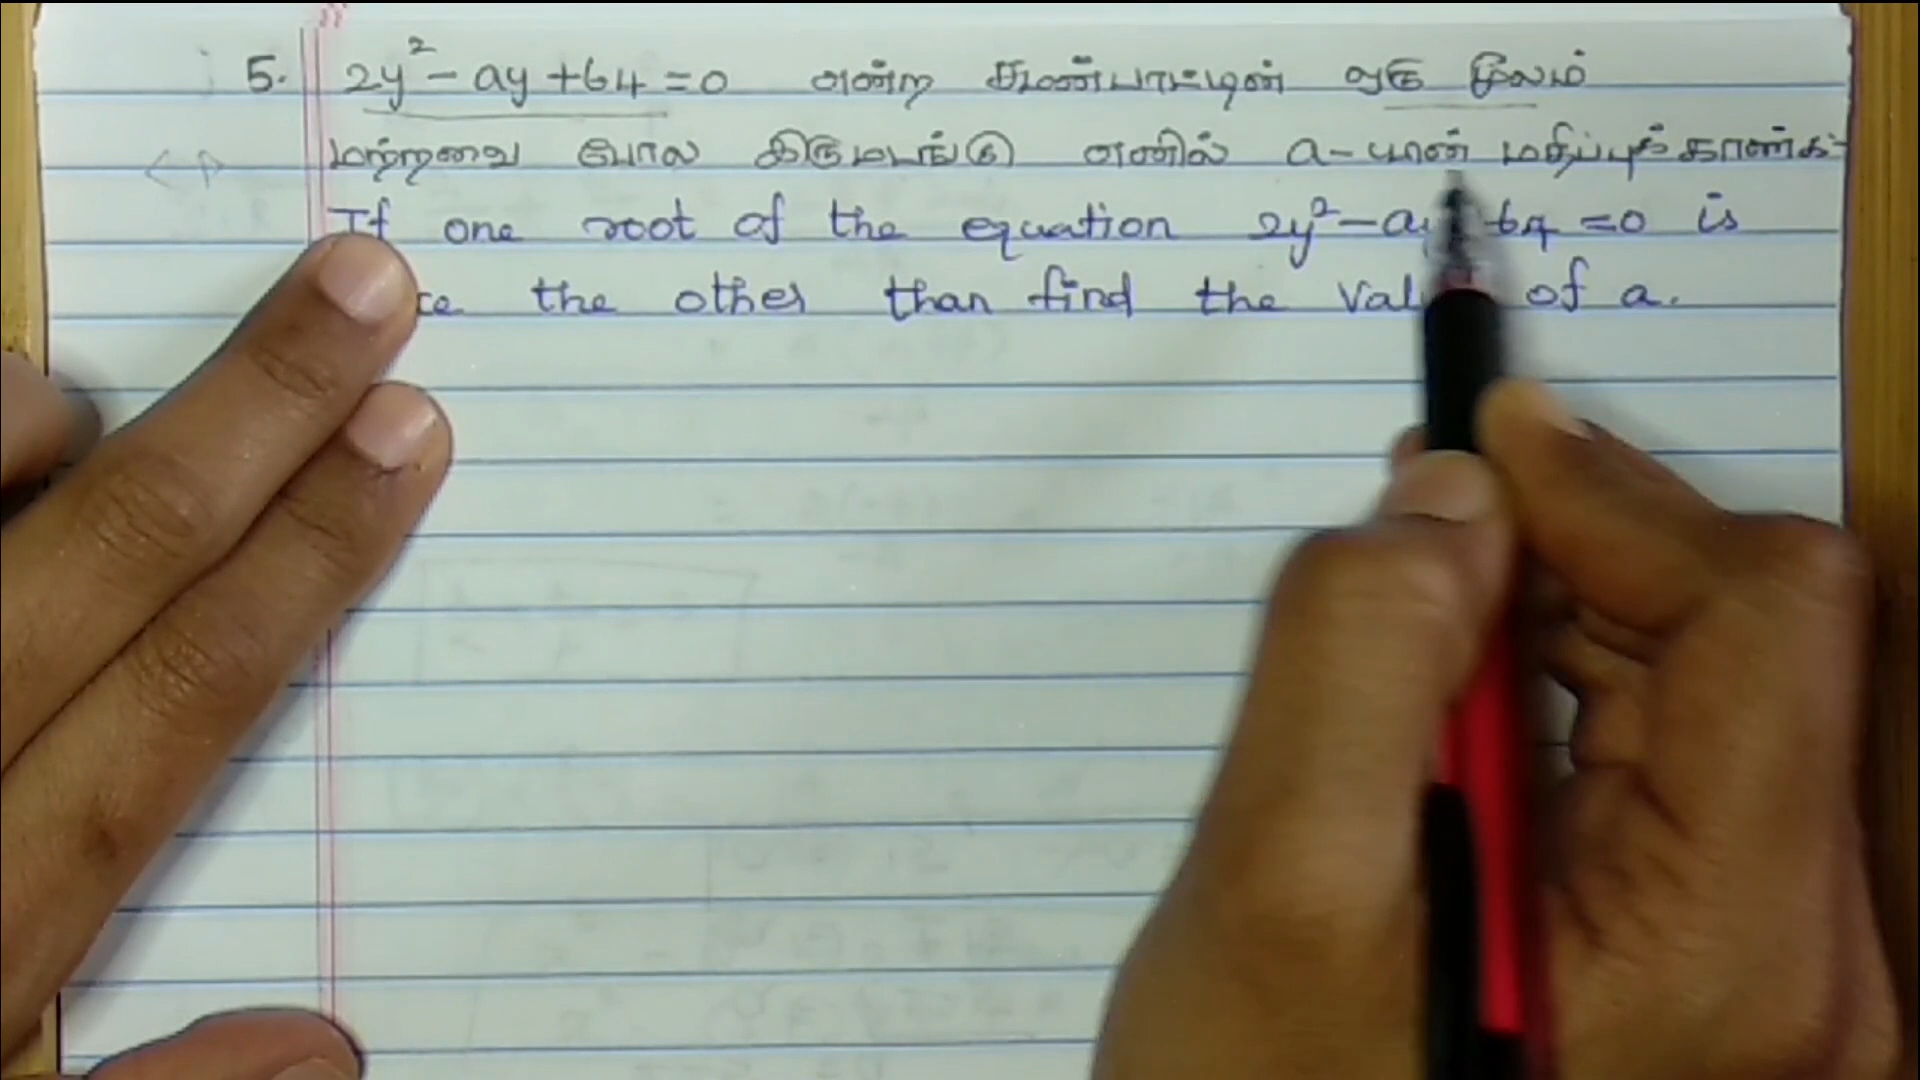 5. 2y² - ay + 64 = 0 என்ற சமன்பாட்டின் ஒரு மூலம்
மற்றவை போல இருமடங்கு எனில் a-யின் மதிப்புக் காண்க
If one root of the equation 2y² - ay 64 = 0 is
the other than find the of a.